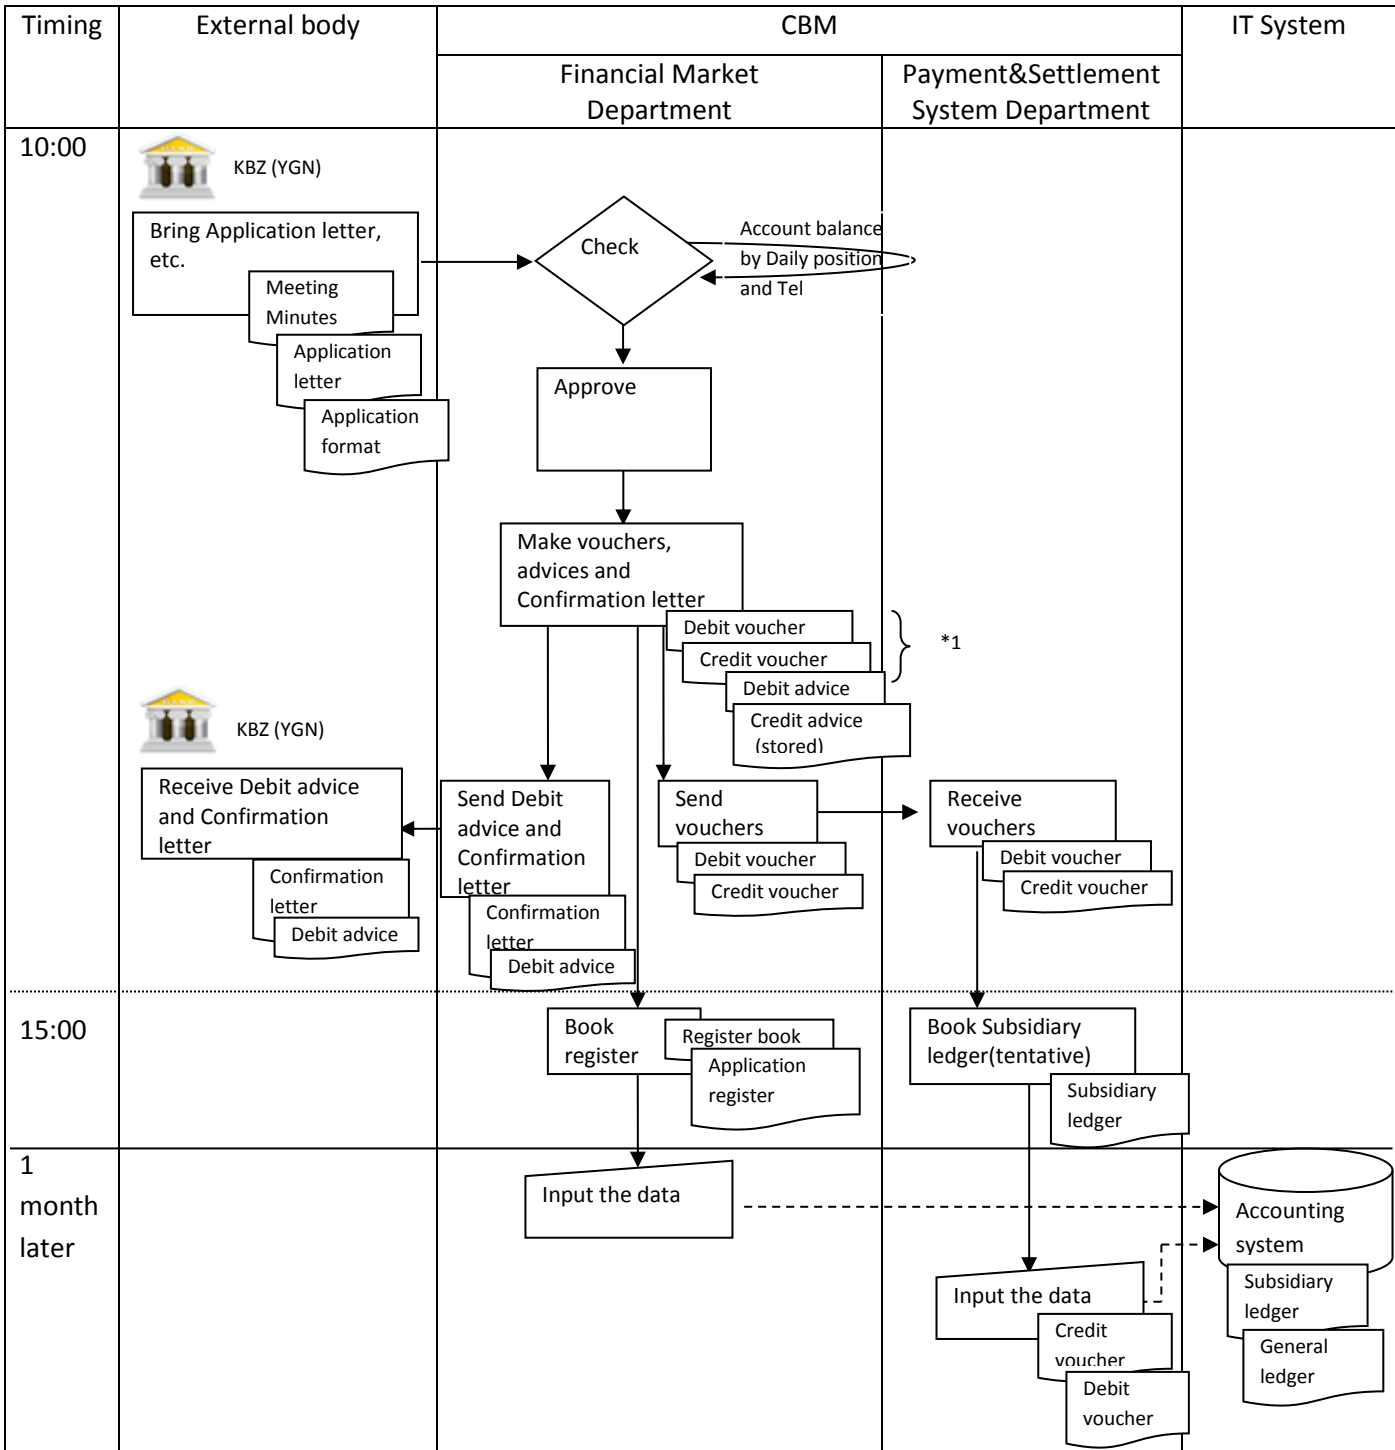 Timing
External body
CBM
IT System
Financial Market
Department
Payment&Settlement
System Department
10:00
KBZ (YGN)
Bring Application letter,
etc.
Meeting
Minutes
Application
letter
Application
format
Check
Account balance
by Daily position
and Tel
Approve
Make vouchers,
advices and
Confirmation letter
Debit voucher
Credit voucher
Debit advice
Credit advice
(stored)
*1
KBZ (YGN)
Receive Debit advice
and Confirmation
letter
Confirmation
letter
Debit advice
Send Debit
advice and
Confirmation
letter
Confirmation
letter
Debit advice
Send
vouchers
Debit voucher
Credit voucher
Receive
vouchers
Debit voucher
Credit voucher
15:00
Book
register
Register book
Application
register
Book Subsidiary
ledger(tentative)
Subsidiary
ledger
1
month
later
Input the data
Accounting
system
Subsidiary
ledger
General
ledger
Input the data
Credit
voucher
Debit
voucher